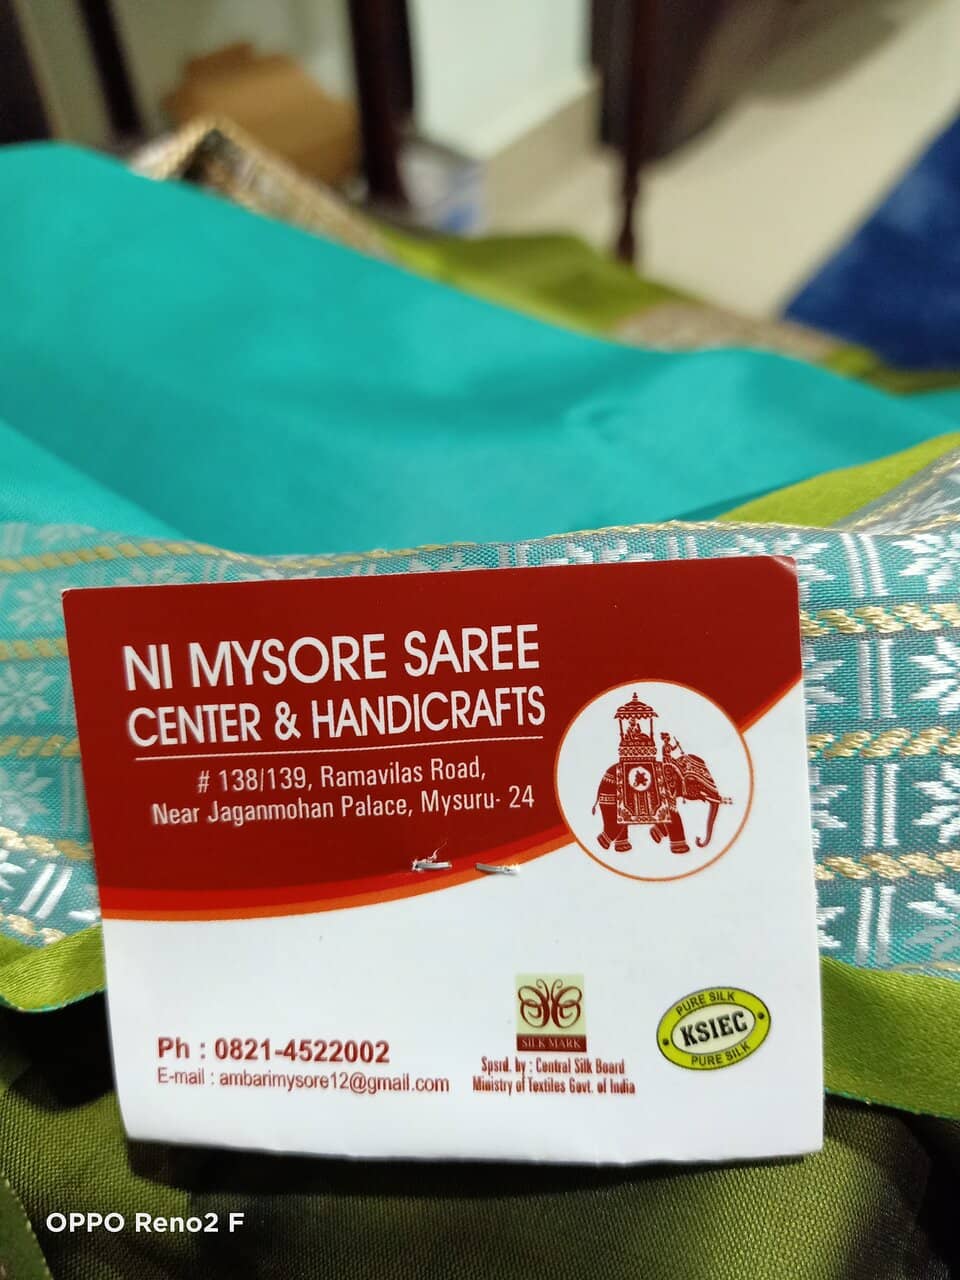 NI MYSORE SAREE
CENTER & HANDICRAFTS
# 138/139, Ramavilas Road,
Near Jaganmohan Palace, Mysuru- 24
Ph : 0821-4522002
E-mail : ambarimysore12@gmail.com
SILK MARK
Spsrd. by : Central Silk Board
Ministry of Textiles Govt. of India
PURE SILK
KSIEC
PURE SILK
OPPO Reno2 F